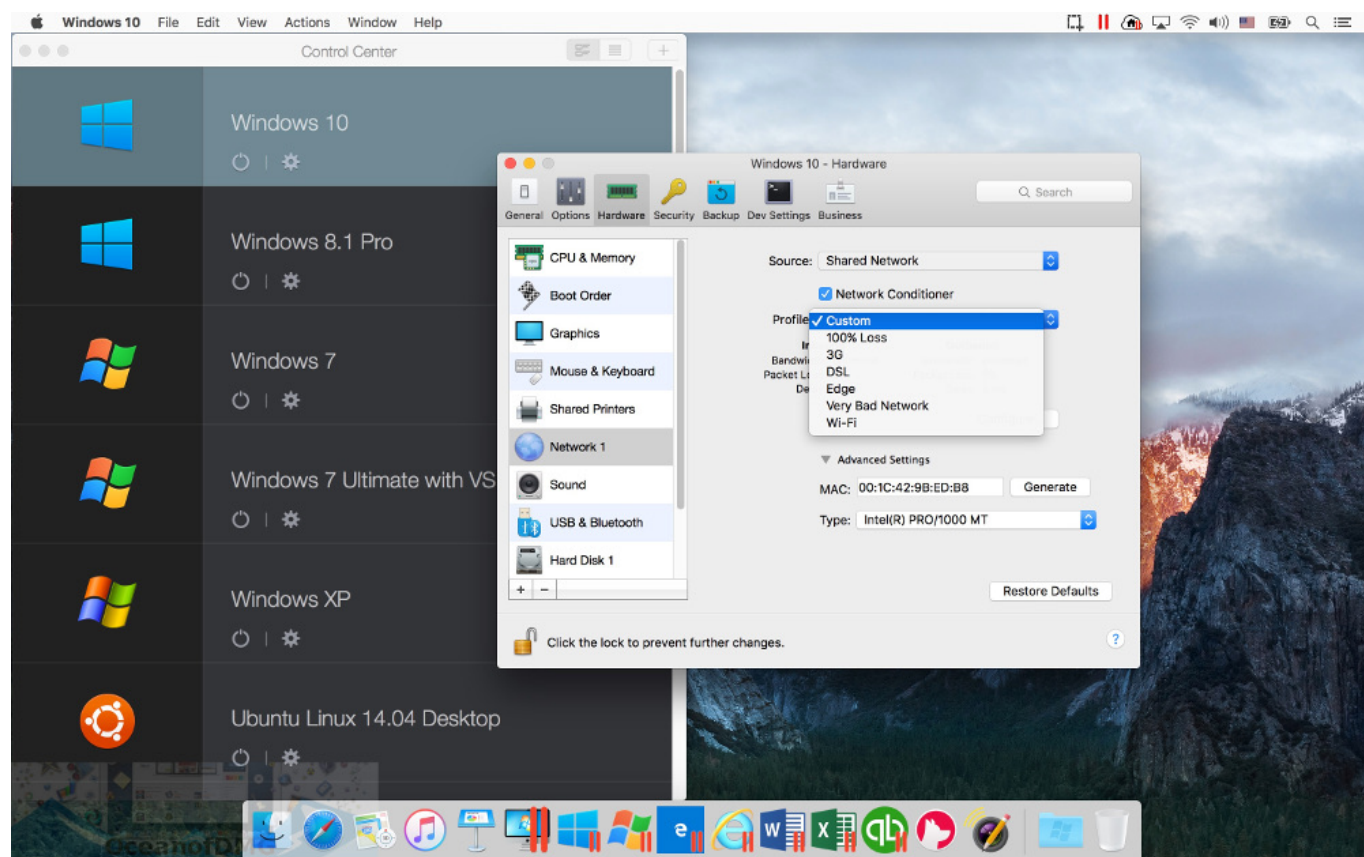 Windows 10 File Edit View Actions Window Help
Control Center
Windows 10
Windows 8.1 Pro
Windows 7
Windows 7 Ultimate with VS
Windows XP
Ubuntu Linux 14.04 Desktop
Windows 10 - Hardware
General Options Hardware Security Backup Dev Settings Business
Search
CPU & Memory
Boot Order
Graphics
Mouse & Keyboard
Shared Printers
Network 1
Sound
USB & Bluetooth
Hard Disk 1
+ −
Source: Shared Network
Network Conditioner
Profile
Custom
100% Loss
3G
DSL
Edge
Very Bad Network
Wi-Fi
Advanced Settings
MAC: 00:1C:42:9B:ED:B8 Generate
Type: Intel(R) PRO/1000 MT
Restore Defaults
Click the lock to prevent further changes.
?